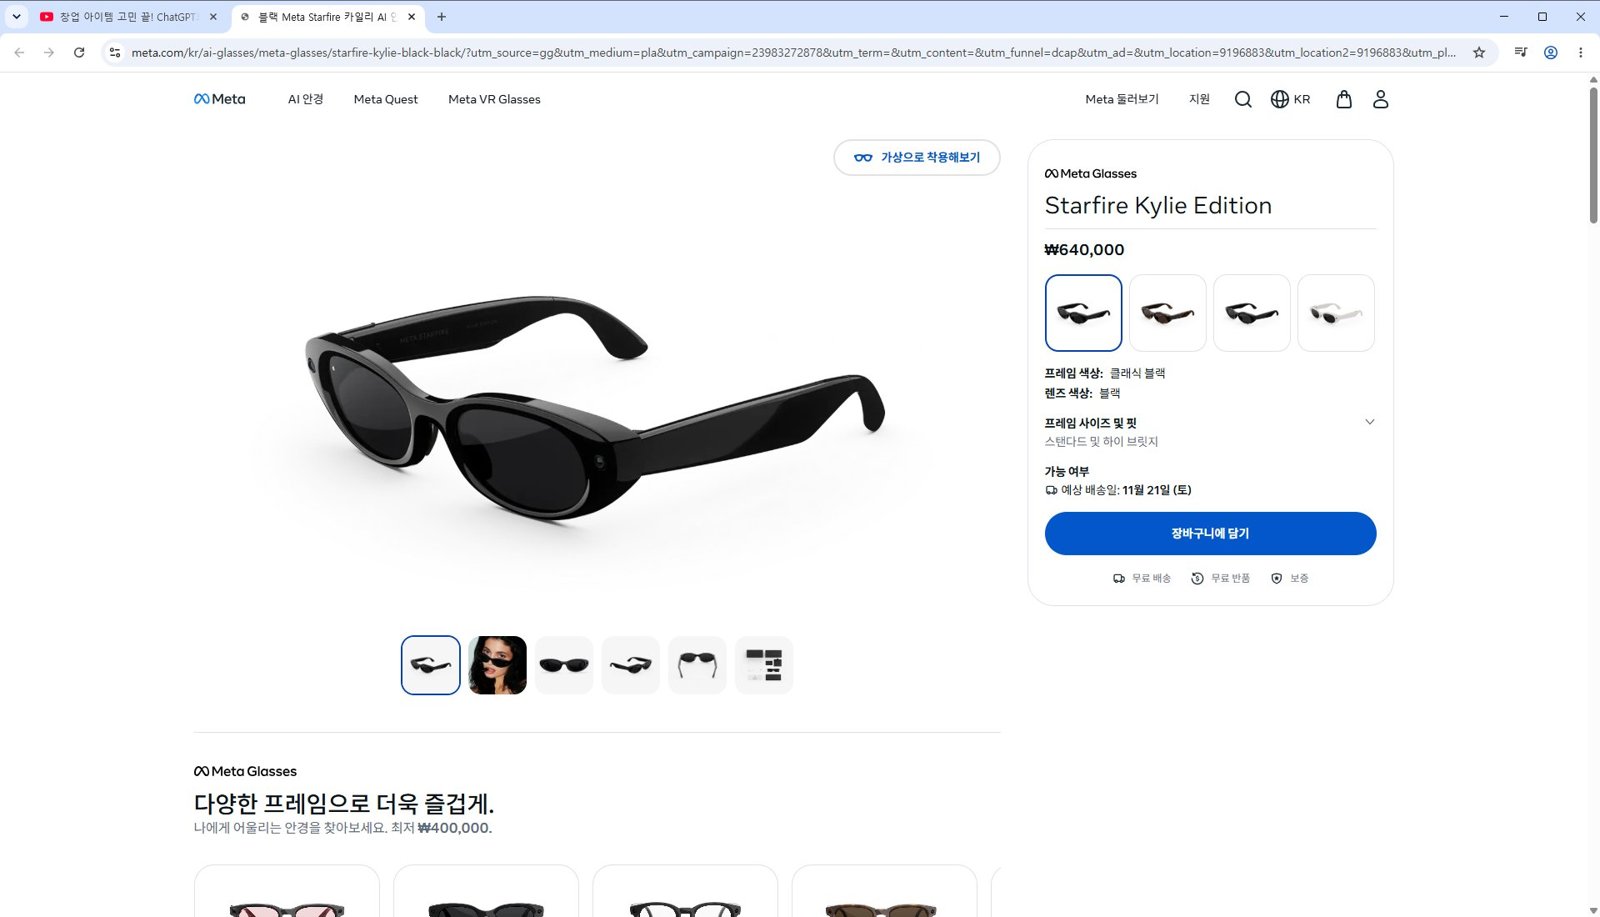 창업 아이템 고민 끝! ChatGPT
블랙 Meta Starfire 카일리 AI 안
meta.com/kr/ai-glasses/meta-glasses/starfire-kylie-black-black/?utm_source=gg&utm_medium=pla&utm_campaign=23983272878&utm_term=&utm_content=&utm_funnel=dcap&utm_ad=&utm_location=9196883&utm_location2=9196883&utm_pl...
Meta
AI 안경
Meta Quest
Meta VR Glasses
Meta 둘러보기
지원
KR
가상으로 착용해보기
Meta Glasses
Starfire Kylie Edition
₩640,000
프레임 색상: 클래식 블랙
렌즈 색상: 블랙
프레임 사이즈 및 핏
스탠다드 및 하이 브릿지
가능 여부
예상 배송일: 11월 21일 (토)
장바구니에 담기
무료 배송
무료 반품
보증
META STARFIRE
Meta Glasses
다양한 프레임으로 더욱 즐겁게.
나에게 어울리는 안경을 찾아보세요. 최저 ₩400,000.